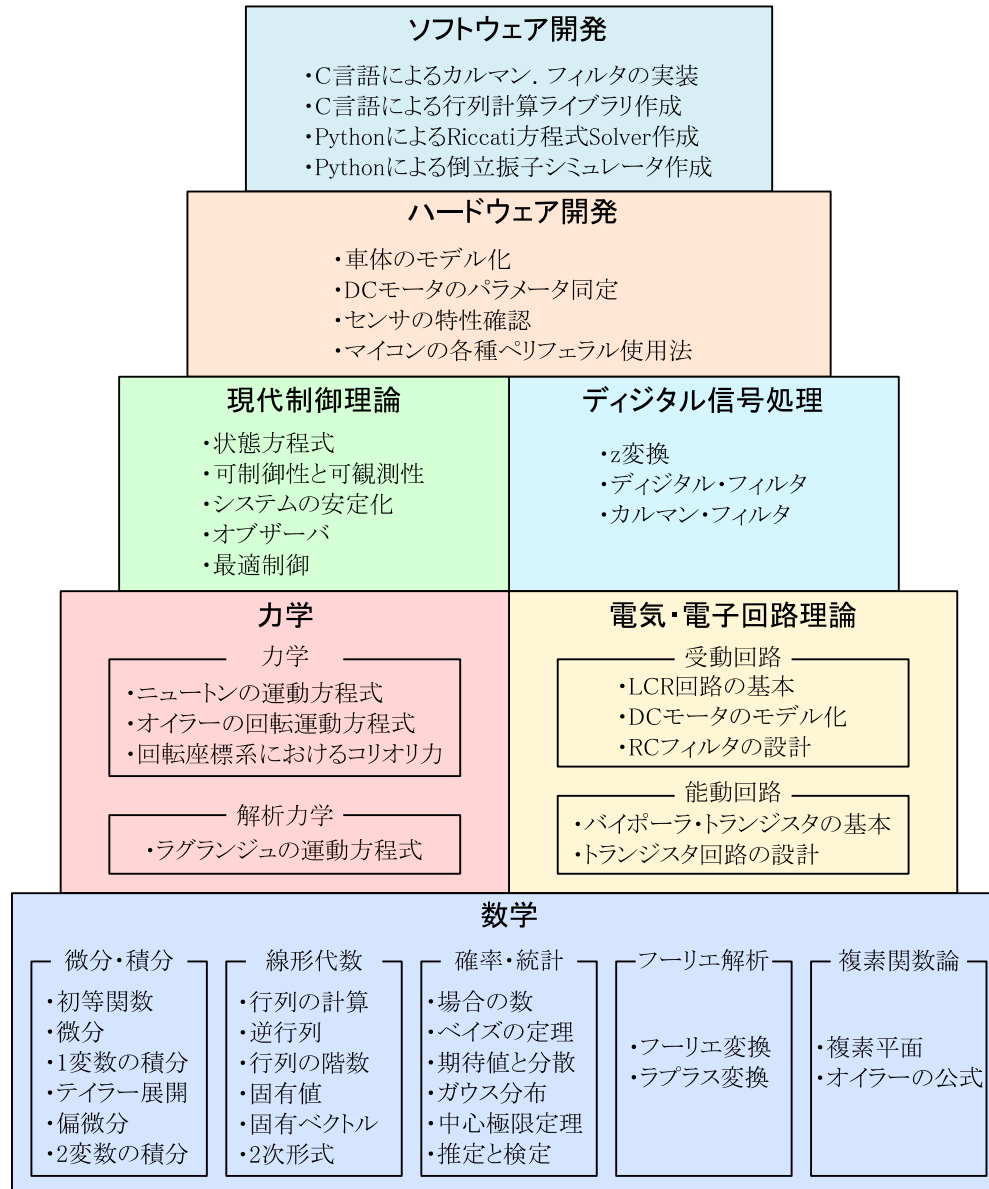 ソフトウェア開発
・C言語によるカルマン．フィルタの実装
・C言語による行列計算ライブラリ作成
・PythonによるRiccati方程式Solver作成
・Pythonによる倒立振子シミュレータ作成
ハードウェア開発
・車体のモデル化
・DCモータのパラメータ同定
・センサの特性確認
・マイコンの各種ペリフェラル使用法
現代制御理論
・状態方程式
・可制御性と可観測性
・システムの安定化
・オブザーバ
・最適制御
ディジタル信号処理
・z変換
・ディジタル・フィルタ
・カルマン・フィルタ
力学
力学
・ニュートンの運動方程式
・オイラーの回転運動方程式
・回転座標系におけるコリオリ力
解析力学
・ラグランジュの運動方程式
電気・電子回路理論
受動回路
・LCR回路の基本
・DCモータのモデル化
・RCフィルタの設計
能動回路
・バイポーラ・トランジスタの基本
・トランジスタ回路の設計
数学
微分・積分
・初等関数
・微分
・1変数の積分
・テイラー展開
・偏微分
・2変数の積分
線形代数
・行列の計算
・逆行列
・行列の階数
・固有値
・固有ベクトル
・2次形式
確率・統計
・場合の数
・ベイズの定理
・期待値と分散
・ガウス分布
・中心極限定理
・推定と検定
フーリエ解析
・フーリエ変換
・ラプラス変換
複素関数論
・複素平面
・オイラーの公式